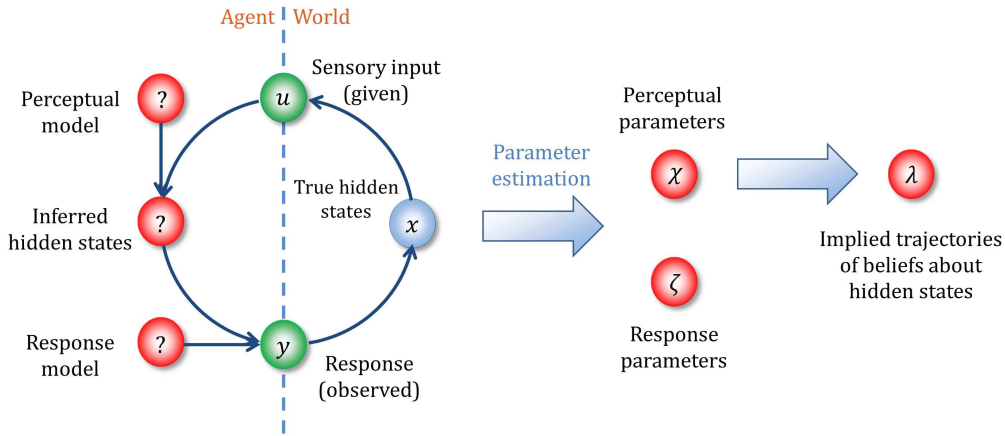 Agent World
Sensory input
(given)
u
?
Perceptual
model
True hidden
states
x
Inferred
hidden states
?
Response
model
?
y
Response
(observed)
Parameter
estimation
Perceptual
parameters
χ
ζ
Response
parameters
λ
Implied trajectories
of beliefs about
hidden states